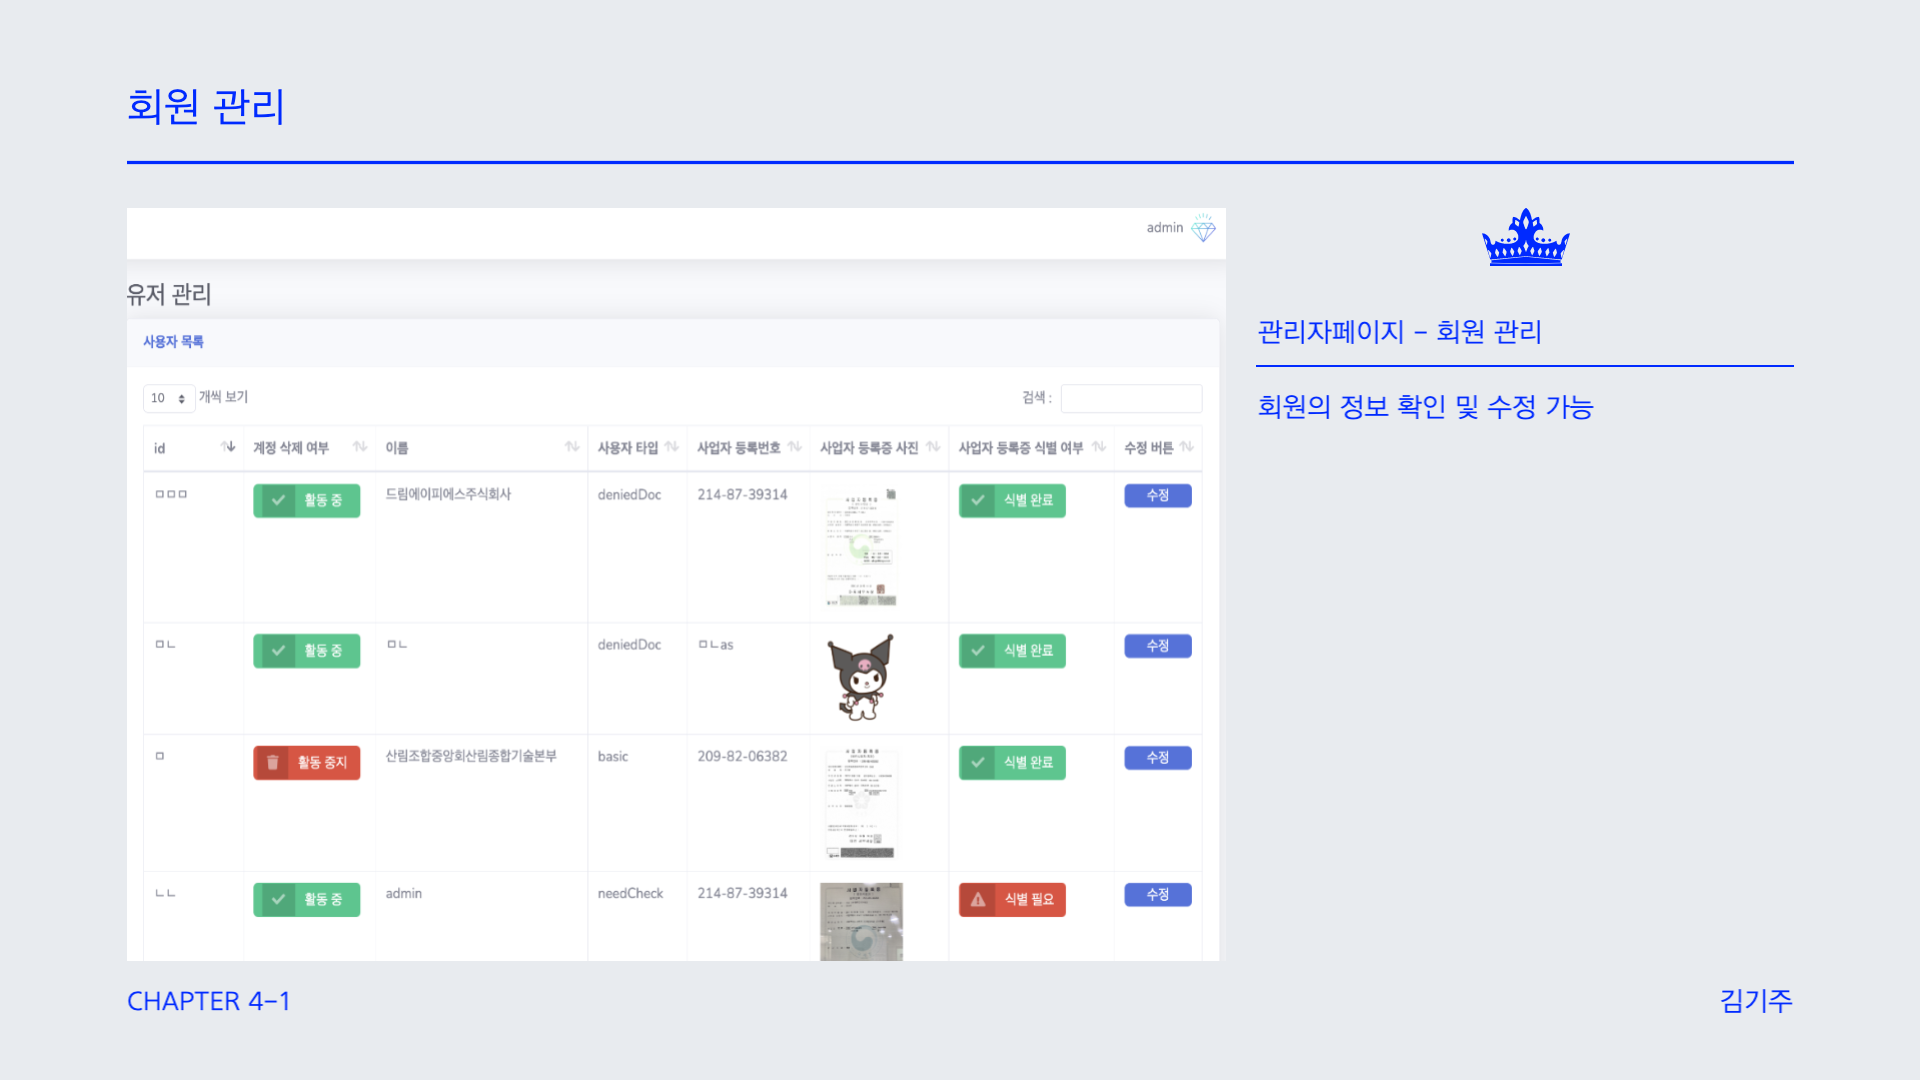 회원 관리
admin
유저 관리
사용자 목록
10 개씩 보기 검색 :
id 계정 삭제 여부 이름 사용자 타입 사업자 등록번호 사업자 등록증 사진 사업자 등록증 식별 여부 수정 버튼
ㅁㅁㅁ 활동 중 드림에이피에스주식회사 deniedDoc 214-87-39314 식별 완료 수정
ㅁㄴ 활동 중 ㅁㄴ deniedDoc ㅁㄴas 식별 완료 수정
ㅁ 활동 중지 산림조합중앙회산림종합기술본부 basic 209-82-06382 식별 완료 수정
ㄴㄴ 활동 중 admin needCheck 214-87-39314 식별 필요 수정
관리자페이지 - 회원 관리
회원의 정보 확인 및 수정 가능
CHAPTER 4-1
김기주